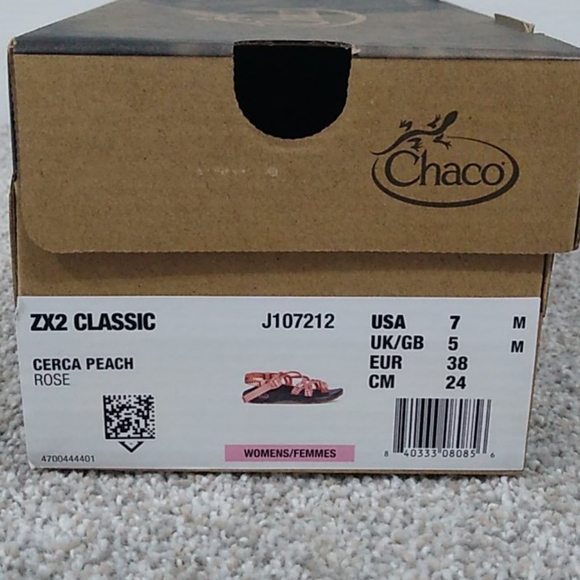 Chaco
ZX2 CLASSIC
J107212
USA 7 M
UK/GB 5 M
EUR 38
CM 24
CERCA PEACH
ROSE
4700444401
WOMENS/FEMMES
8 40333 08085 6